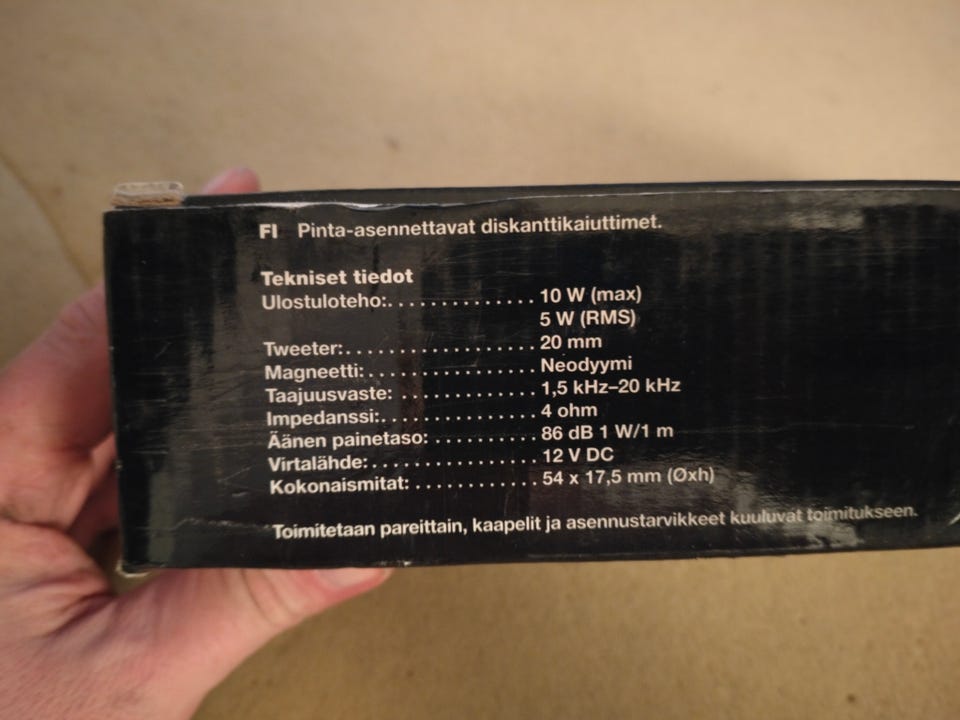 FI Pinta-asennettavat diskanttikaiuttimet.
Tekniset tiedot
Ulostuloteho:.............. 10 W (max)
5 W (RMS)
Tweeter:................... 20 mm
Magneetti:................. Neodyymi
Taajuusvaste: ............. 1,5 kHz–20 kHz
Impedanssi:................ 4 ohm
Äänen painetaso: .......... 86 dB 1 W/1 m
Virtalähde:................ 12 V DC
Kokonaismitat: ............ 54 x 17,5 mm (Øxh)
Toimitetaan pareittain, kaapelit ja asennustarvikkeet kuuluvat toimitukseen.